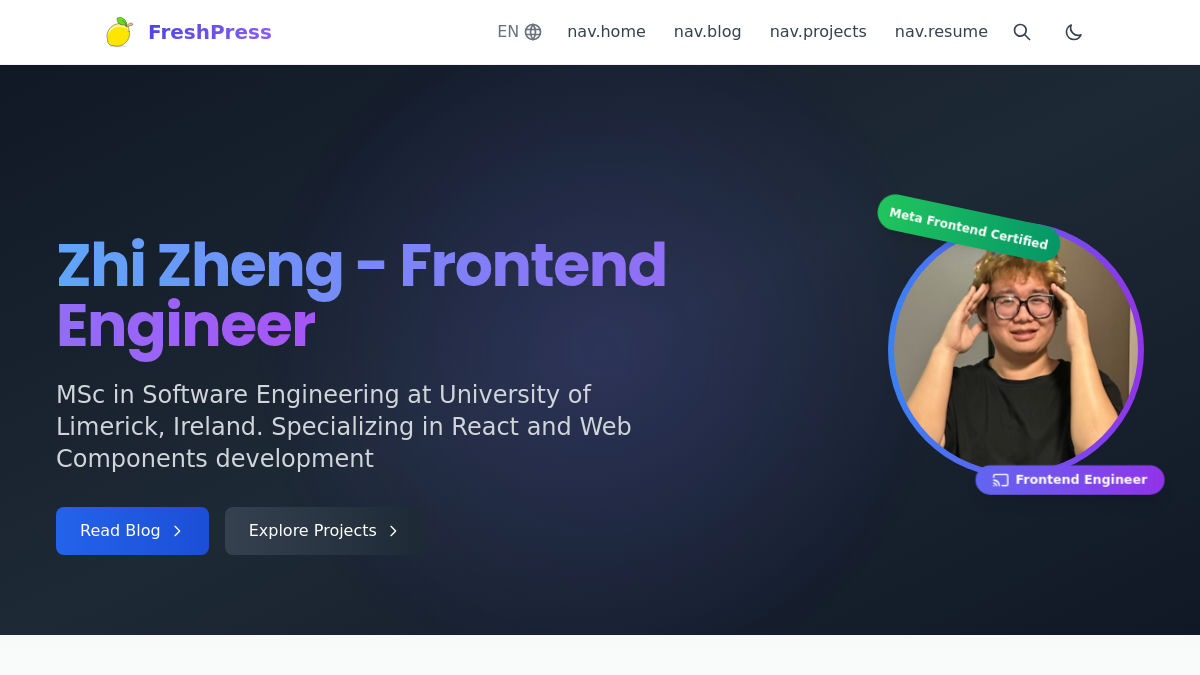 FreshPress
EN
nav.home
nav.blog
nav.projects
nav.resume
Meta Frontend Certified
Zhi Zheng - Frontend
Engineer
MSc in Software Engineering at University of
Limerick, Ireland. Specializing in React and Web
Components development
Frontend Engineer
Read Blog
Explore Projects